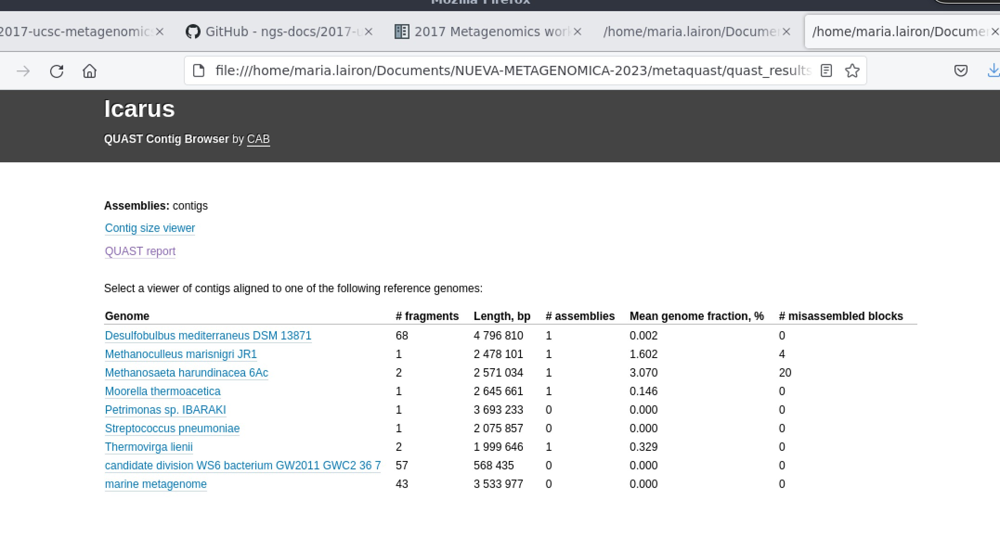 Mozilla Firefox
2017-ucsc-metagenomics GitHub - ngs-docs/2017-u 2017 Metagenomics work /home/maria.lairon/Documen /home/maria.lairon/Documen
file:///home/maria.lairon/Documents/NUEVA-METAGENOMICA-2023/metaquast/quast_results
Icarus
QUAST Contig Browser by CAB
Assemblies: contigs
Contig size viewer
QUAST report
Select a viewer of contigs aligned to one of the following reference genomes:
Genome # fragments Length, bp # assemblies Mean genome fraction, % # misassembled blocks
Desulfobulbus mediterraneus DSM 13871 68 4 796 810 1 0.002 0
Methanoculleus marisnigri JR1 1 2 478 101 1 1.602 4
Methanosaeta harundinacea 6Ac 2 2 571 034 1 3.070 20
Moorella thermoacetica 1 2 645 661 1 0.146 0
Petrimonas sp. IBARAKI 1 3 693 233 0 0.000 0
Streptococcus pneumoniae 1 2 075 857 0 0.000 0
Thermovirga lienii 2 1 999 646 1 0.329 0
candidate division WS6 bacterium GW2011 GWC2 36 7 57 568 435 0 0.000 0
marine metagenome 43 3 533 977 0 0.000 0